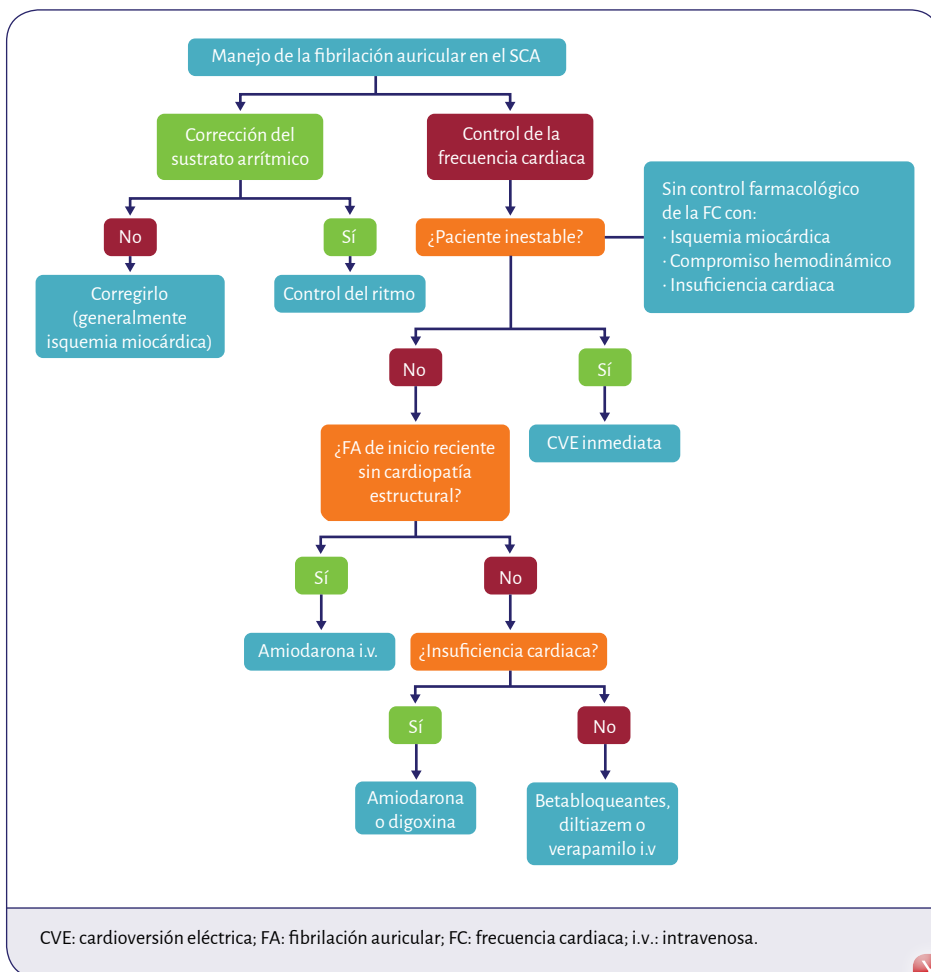 Manejo de la fibrilación auricular en el SCA
Corrección del
sustrato arrítmico
Control de la
frecuencia cardiaca
Sin control farmacológico
de la FC con:
· Isquemia miocárdica
· Compromiso hemodinámico
· Insuficiencia cardiaca
No
Sí
¿Paciente inestable?
Corregirlo
(generalmente
isquemia miocárdica)
Control del ritmo
No
Sí
¿FA de inicio reciente
sin cardiopatía
estructural?
CVE inmediata
Sí
No
Amiodarona i.v.
¿Insuficiencia cardiaca?
Sí
No
Amiodarona
o digoxina
Betabloqueantes,
diltiazem o
verapamilo i.v
CVE: cardioversión eléctrica; FA: fibrilación auricular; FC: frecuencia cardiaca; i.v.: intravenosa.